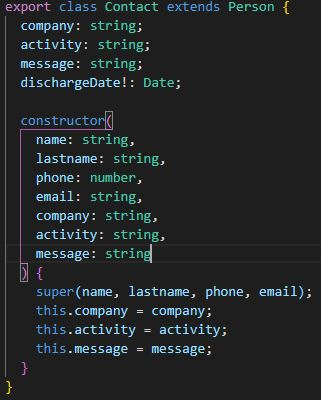 export class Contact extends Person {
  company: string;
  activity: string;
  message: string;
  dischargeDate!: Date;

  constructor(
    name: string,
    lastname: string,
    phone: number,
    email: string,
    company: string,
    activity: string,
    message: string
  ) {
    super(name, lastname, phone, email);
    this.company = company;
    this.activity = activity;
    this.message = message;
  }
}